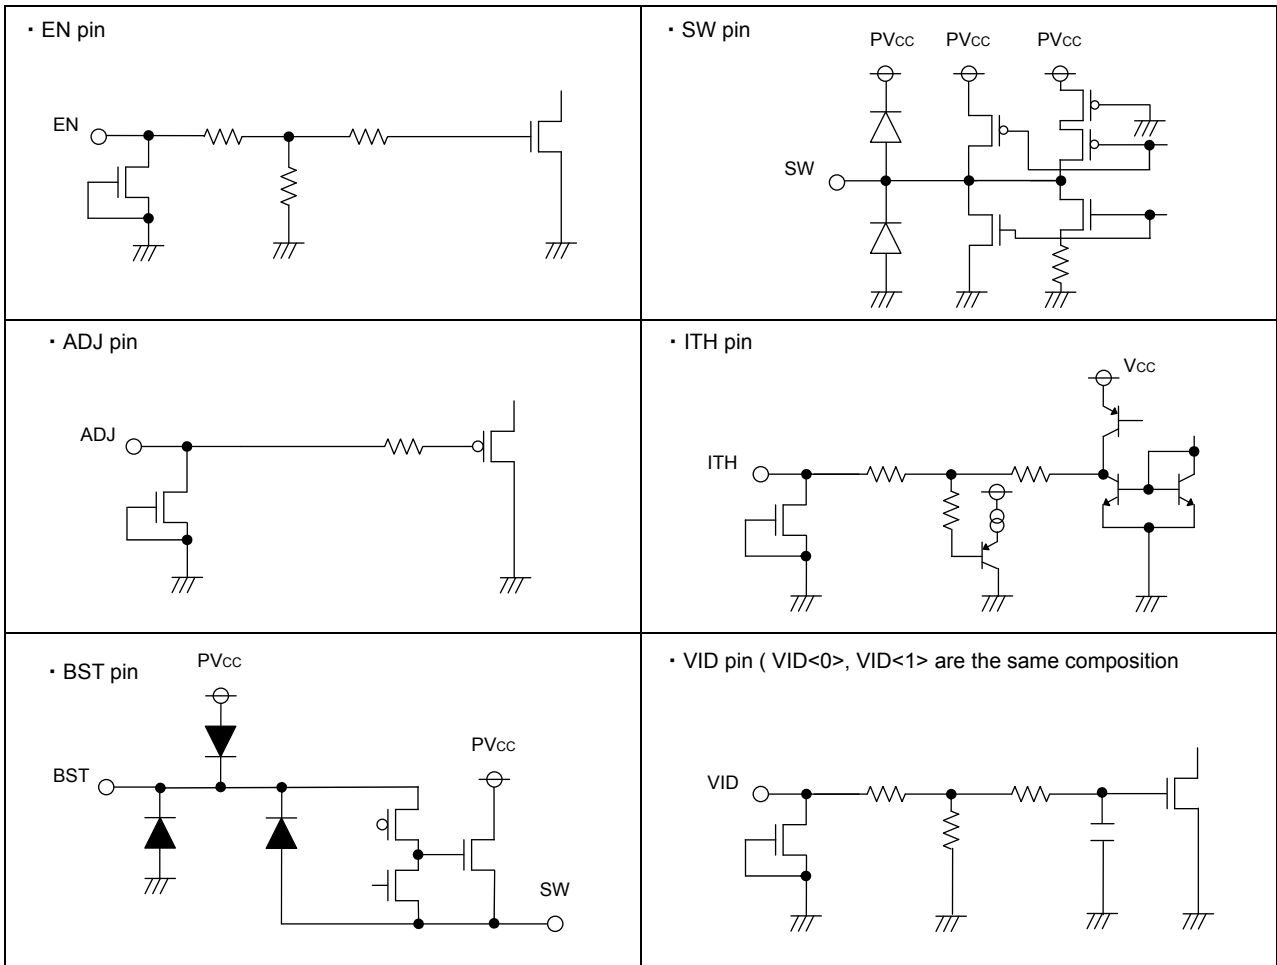 ・EN pin
EN
・SW pin
PVcc PVcc PVcc
SW
・ADJ pin
ADJ
・ITH pin
Vcc
ITH
・BST pin
PVcc
PVcc
BST
SW
・VID pin ( VID<0>, VID<1> are the same composition
VID